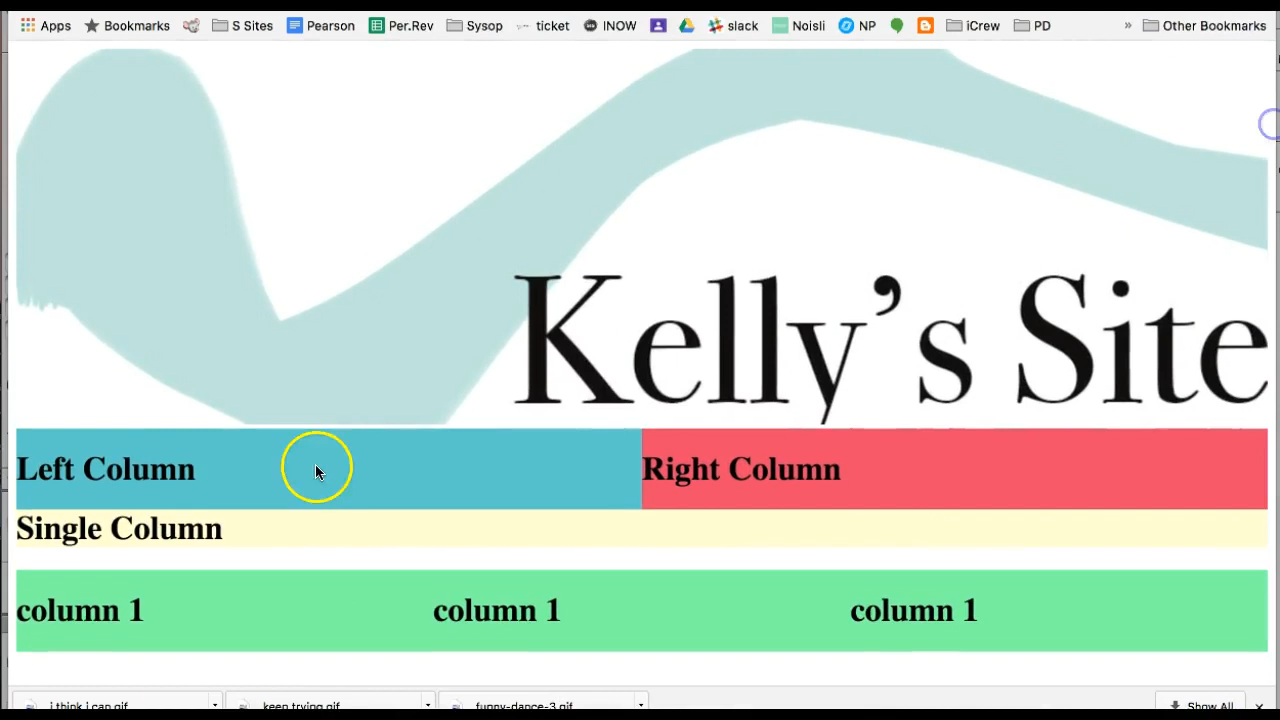 Apps Bookmarks S Sites Pearson Per.Rev Sysop ticket INOW slack Noisli NP iCrew PD » Other Bookmarks
Kelly’s Site
Left Column Right Column
Single Column
column 1 column 1 column 1
i think i can.gif keep trying.gif funny-dance-3.gif Show All